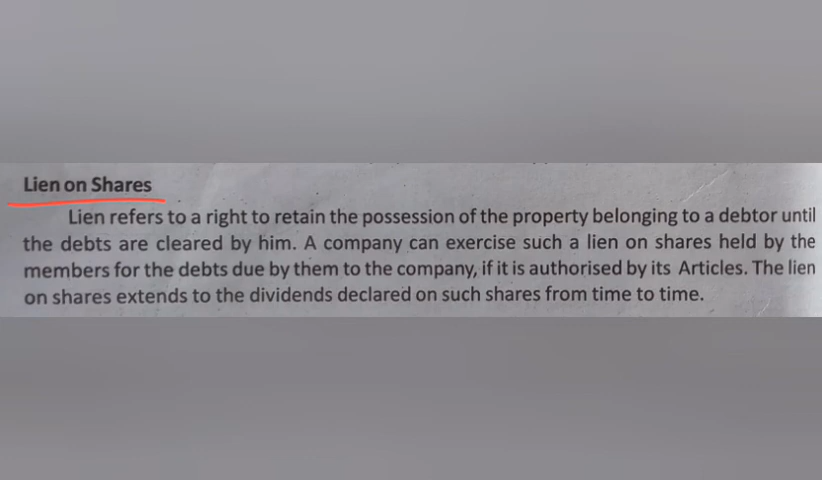 Lien on Shares
Lien refers to a right to retain the possession of the property belonging to a debtor until
the debts are cleared by him. A company can exercise such a lien on shares held by the
members for the debts due by them to the company, if it is authorised by its Articles. The lien
on shares extends to the dividends declared on such shares from time to time.